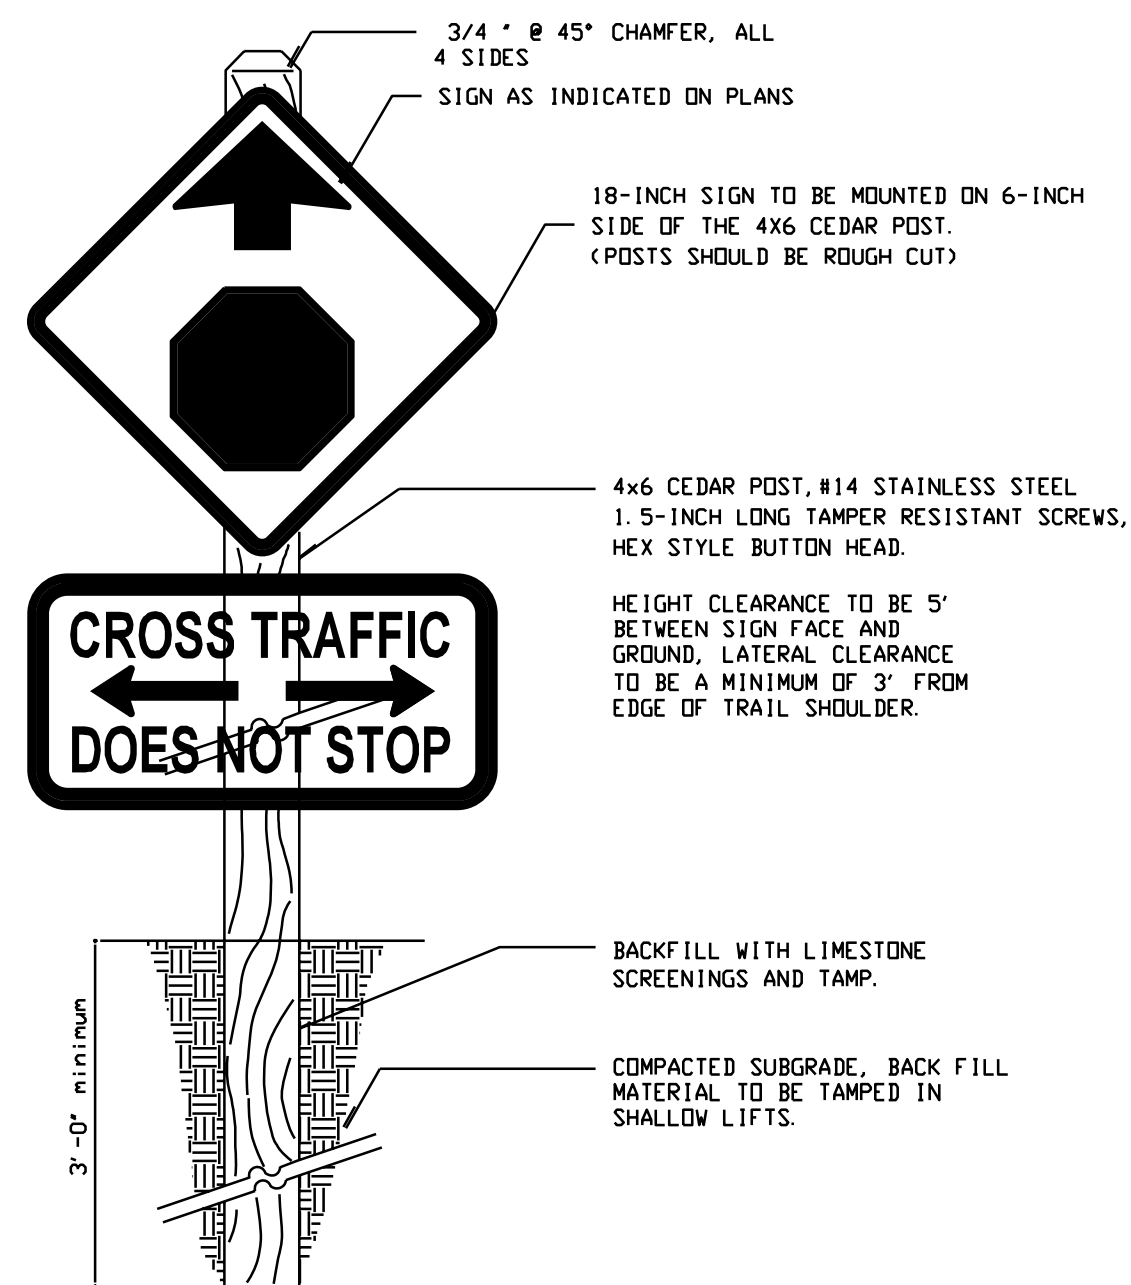 3/4 " @ 45° CHAMFER, ALL
4 SIDES
SIGN AS INDICATED ON PLANS
18-INCH SIGN TO BE MOUNTED ON 6-INCH
SIDE OF THE 4X6 CEDAR POST.
(POSTS SHOULD BE ROUGH CUT)
4x6 CEDAR POST, #14 STAINLESS STEEL
1.5-INCH LONG TAMPER RESISTANT SCREWS,
HEX STYLE BUTTON HEAD.
HEIGHT CLEARANCE TO BE 5'
BETWEEN SIGN FACE AND
GROUND, LATERAL CLEARANCE
TO BE A MINIMUM OF 3' FROM
EDGE OF TRAIL SHOULDER.
CROSS TRAFFIC
DOES NOT STOP
BACKFILL WITH LIMESTONE
SCREENINGS AND TAMP.
COMPACTED SUBGRADE, BACK FILL
MATERIAL TO BE TAMPED IN
SHALLOW LIFTS.
3'-0" minimum